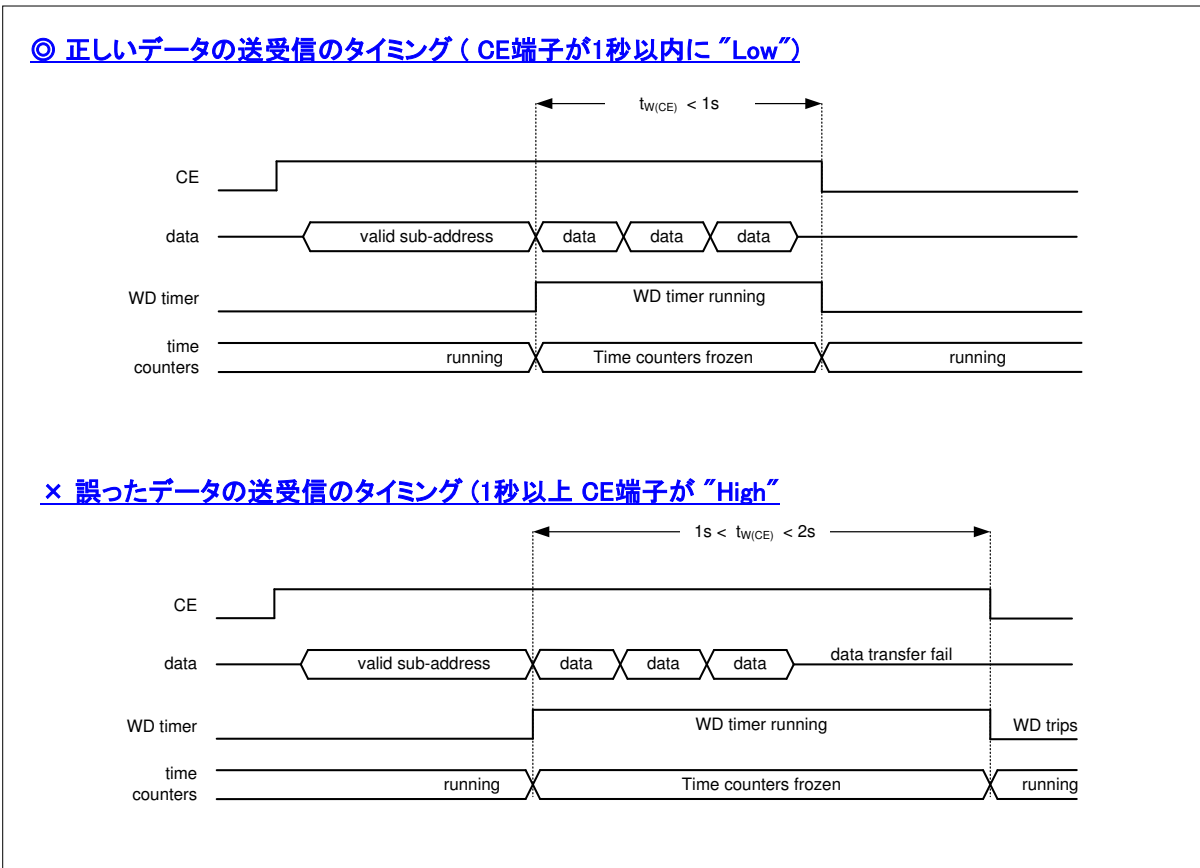 ◎ 正しいデータの送受信のタイミング ( CE端子が1秒以内に ″Low″)
tW(CE) < 1s
CE
data valid sub-address data data data
WD timer WD timer running
time counters running Time counters frozen running
× 誤ったデータの送受信のタイミング (1秒以上 CE端子が ″High″
1s < tW(CE) < 2s
CE
data valid sub-address data data data data transfer fail
WD timer WD timer running WD trips
time counters running Time counters frozen running